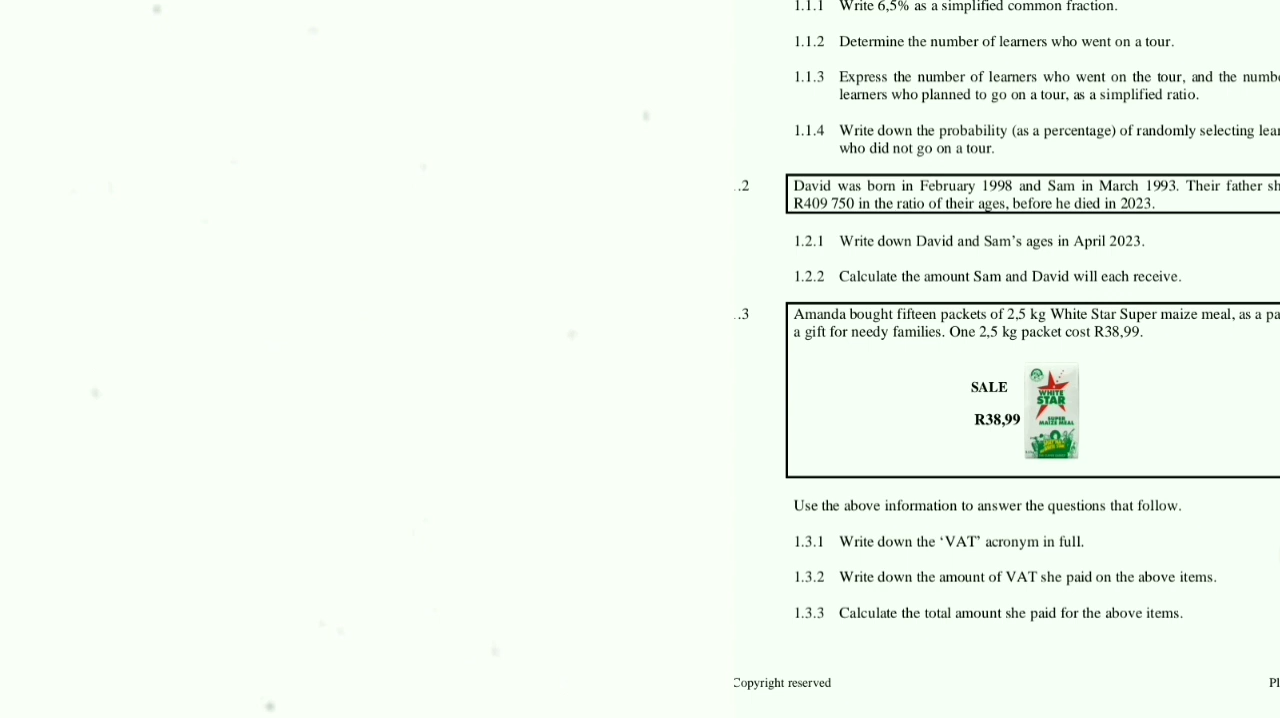 1.1.1 Write 6,5% as a simplified common fraction.
1.1.2 Determine the number of learners who went on a tour.
1.1.3 Express the number of learners who went on the tour, and the numbe
learners who planned to go on a tour, as a simplified ratio.
1.1.4 Write down the probability (as a percentage) of randomly selecting lear
who did not go on a tour.
.2 David was born in February 1998 and Sam in March 1993. Their father sh
R409 750 in the ratio of their ages, before he died in 2023.
1.2.1 Write down David and Sam’s ages in April 2023.
1.2.2 Calculate the amount Sam and David will each receive.
.3 Amanda bought fifteen packets of 2,5 kg White Star Super maize meal, as a pa
a gift for needy families. One 2,5 kg packet cost R38,99.
SALE
R38,99
WHITE
STAR
SUPER
MAIZE MEAL
Use the above information to answer the questions that follow.
1.3.1 Write down the ‘VAT’ acronym in full.
1.3.2 Write down the amount of VAT she paid on the above items.
1.3.3 Calculate the total amount she paid for the above items.
Copyright reserved
Pl